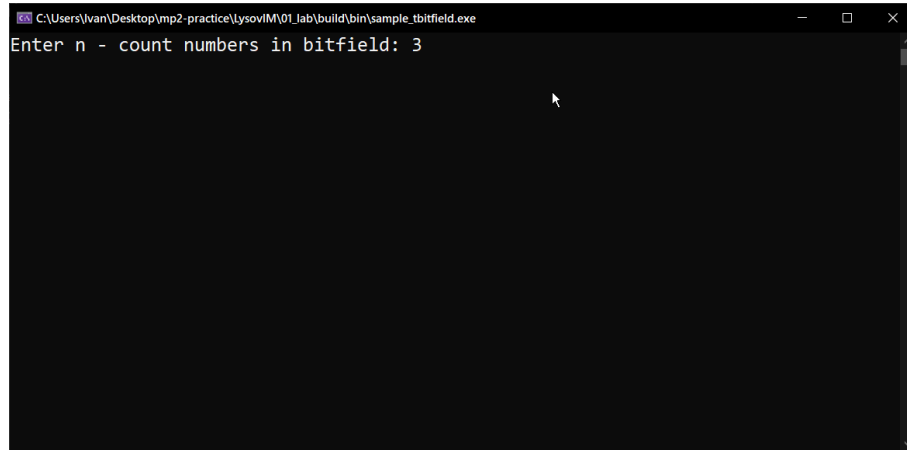 C:\Users\Ivan\Desktop\mp2-practice\LysovIM\01_lab\build\bin\sample_tbitfield.exe
Enter n - count numbers in bitfield: 3